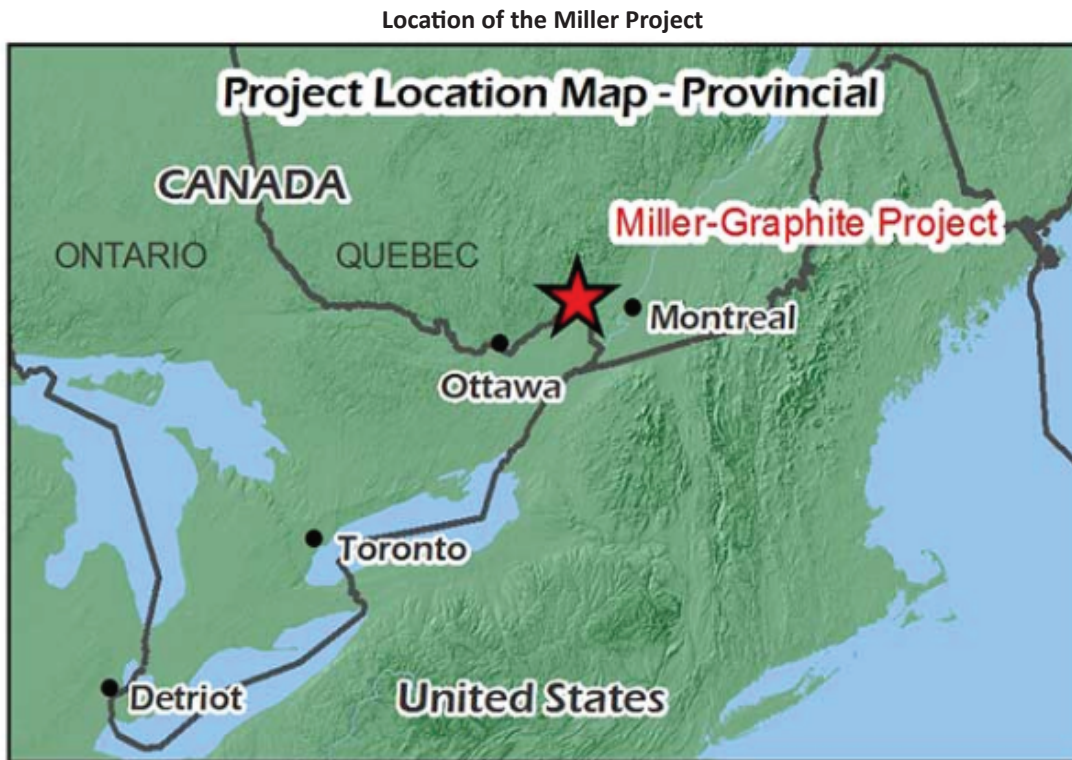 Location of the Miller Project
Project Location Map - Provincial
CANADA
Miller-Graphite Project
ONTARIO
QUEBEC
Montreal
Ottawa
Toronto
Detriot
United States